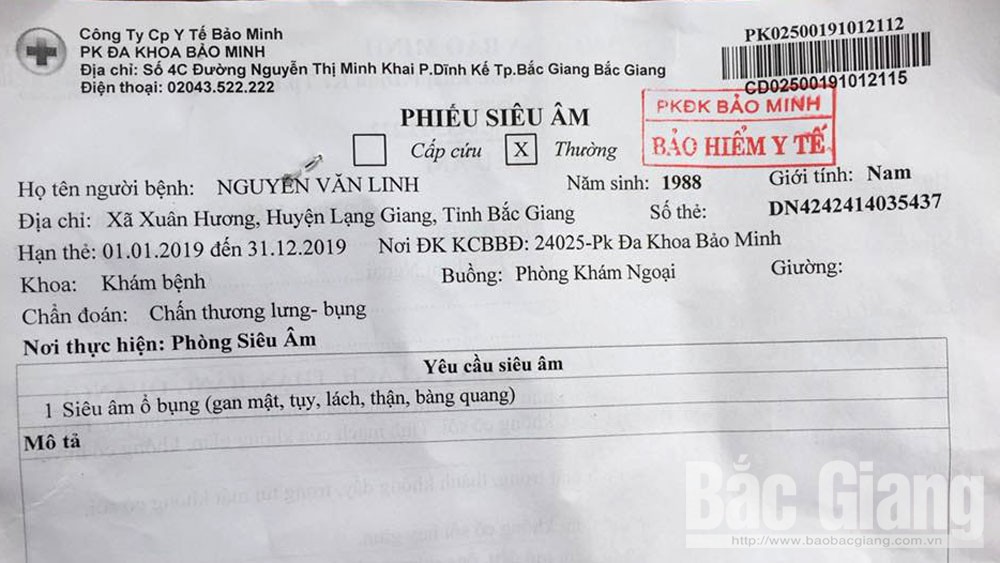 Công Ty Cp Y Tế Bảo Minh
PK ĐA KHOA BẢO MINH
Địa chỉ: Số 4C Đường Nguyễn Thị Minh Khai P.Dĩnh Kế Tp.Bắc Giang Bắc Giang
Điện thoại: 02043.522.222
PK02500191012112
CD02500191012115
PHIẾU SIÊU ÂM
Cấp cứu X Thường
PKĐK BẢO MINH
BẢO HIỂM Y TẾ
Họ tên người bệnh: NGUYỄN VĂN LINH Năm sinh: 1988 Giới tính: Nam
Địa chỉ: Xã Xuân Hương, Huyện Lạng Giang, Tỉnh Bắc Giang Số thẻ: DN4242414035437
Hạn thẻ: 01.01.2019 đến 31.12.2019 Nơi ĐK KCBBĐ: 24025-Pk Đa Khoa Bảo Minh
Khoa: Khám bệnh Buồng: Phòng Khám Ngoại Giường:
Chẩn đoán: Chấn thương lưng- bụng
Nơi thực hiện: Phòng Siêu Âm
Yêu cầu siêu âm
1 Siêu âm ổ bụng (gan mật, tụy, lách, thận, bàng quang)
Mô tả
Bắc Giang
http://www.baobacgiang.com.vn